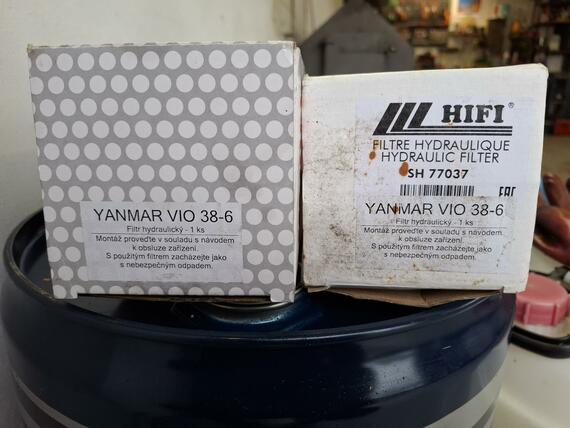 YANMAR VIO 38-6
Filtr hydraulický - 1 ks
Montáž proveďte v souladu s návodem
k obsluze zařízení.
S použitým filtrem zacházejte jako
s nebezpečným odpadem.
HIFI®
FILTRE HYDRAULIQUE
HYDRAULIC FILTER
SH 77037
EAC
YANMAR VIO 38-6
Filtr hydraulický - 1 ks
Montáž proveďte v souladu s návodem
k obsluze zařízení.
S použitým filtrem zacházejte jako
s nebezpečným odpadem.